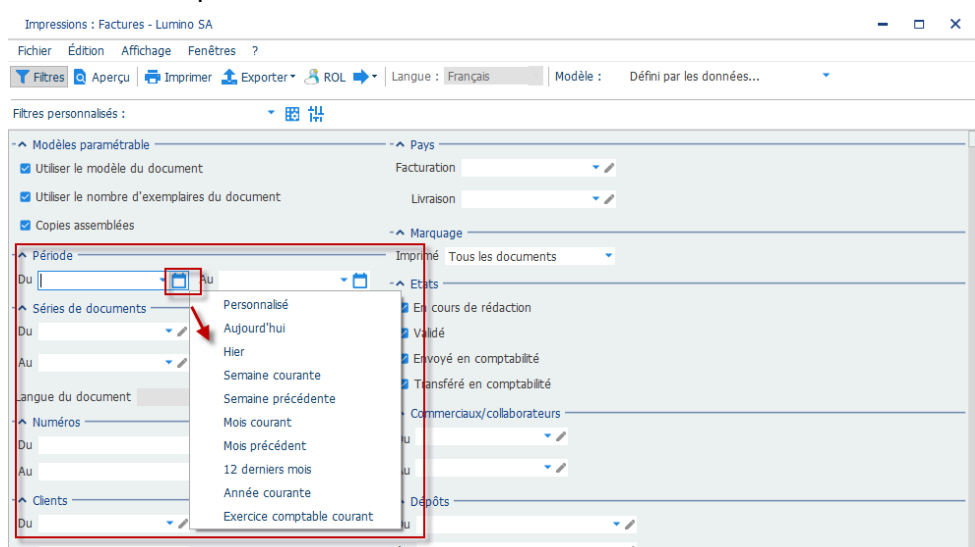 Impressions : Factures - Lumino SA
Fichier Édition Affichage Fenêtres ?
Filtres Aperçu Imprimer Exporter ROL Langue : Français Modèle : Défini par les données...
Filtres personnalisés :
Modèles paramétrable
Utiliser le modèle du document
Utiliser le nombre d'exemplaires du document
Copies assemblées
Période
Du Au
Séries de documents
Du
Au
Langue du document
Numéros
Du
Au
Clients
Du
Personnalisé
Aujourd'hui
Hier
Semaine courante
Semaine précédente
Mois courant
Mois précédent
12 derniers mois
Année courante
Exercice comptable courant
Pays
Facturation
Livraison
Marquage
Imprimé Tous les documents
Etats
En cours de rédaction
Validé
Envoyé en comptabilité
Transféré en comptabilité
Commerciaux/collaborateurs
Dépôts